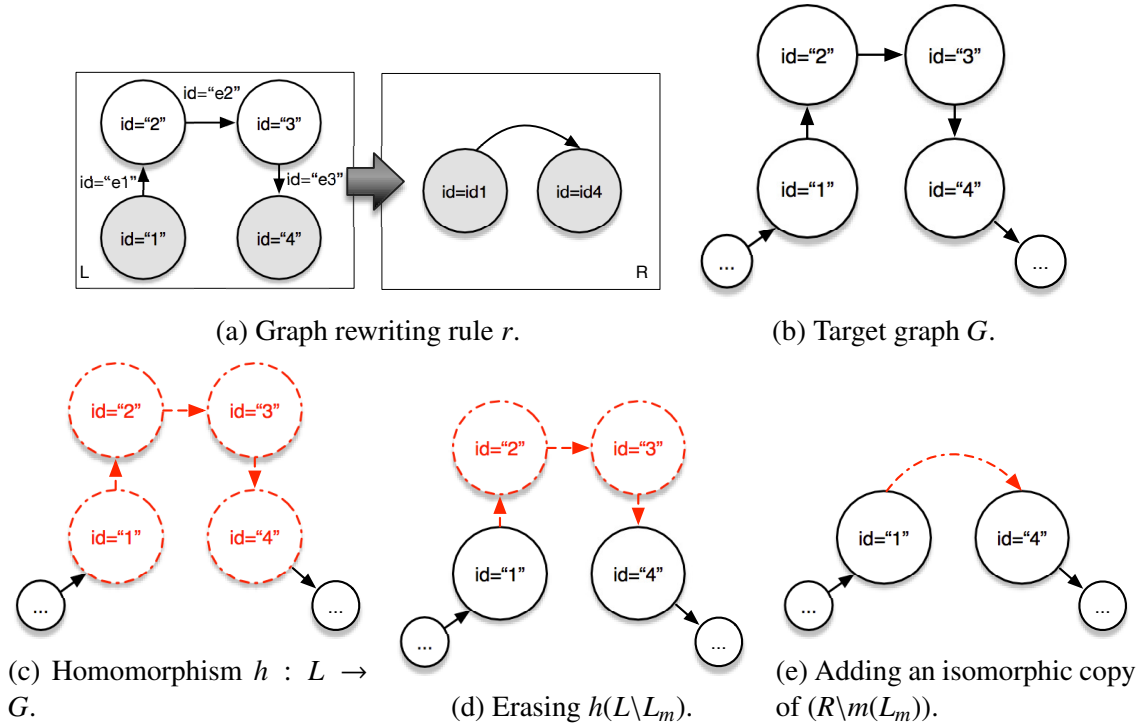 id="2"
id="e2"
id="3"
id="e1"
id="e3"
id="1"
id="4"
L
id=id1
id=id4
R
(a) Graph rewriting rule r.
id="2"
id="3"
id="1"
id="4"
...
...
(b) Target graph G.
id="2"
id="3"
id="1"
id="4"
...
...
(c) Homomorphism h : L →
G.
id="2"
id="3"
id="1"
id="4"
...
...
(d) Erasing h(L\L_m).
id="1"
id="4"
...
...
(e) Adding an isomorphic copy
of (R\m(L_m)).